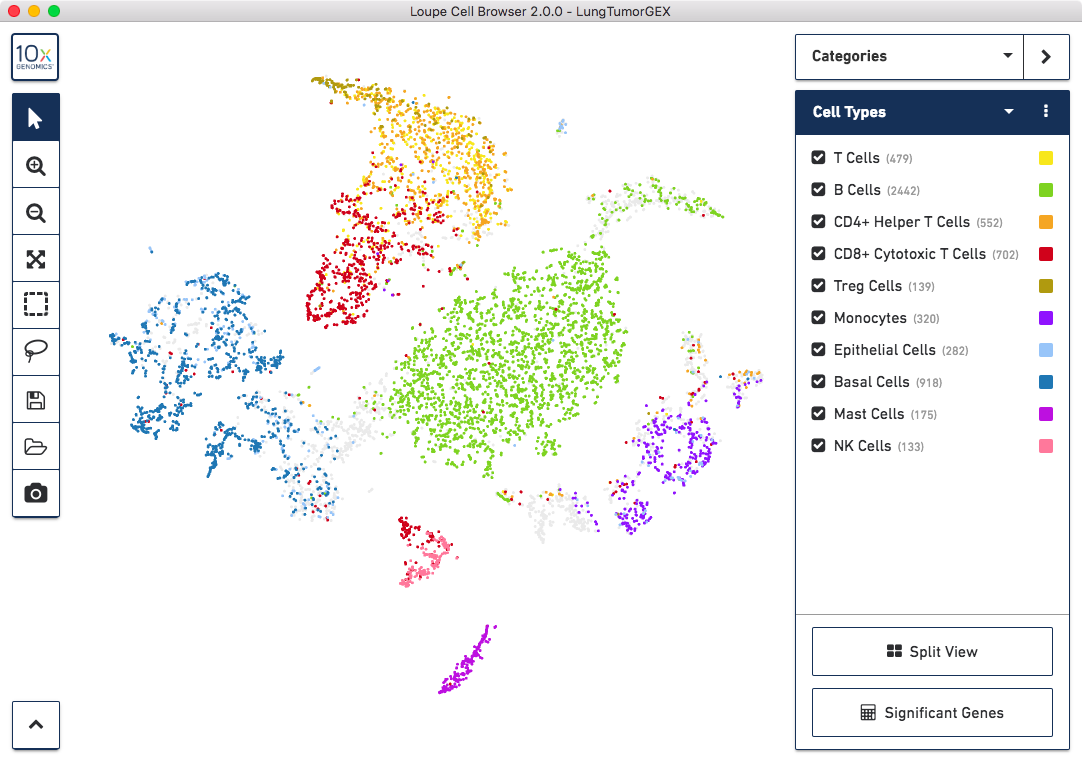 Loupe Cell Browser 2.0.0 - LungTumorGEX
10x
GENOMICS
Categories
Cell Types
T Cells (479)
B Cells (2442)
CD4+ Helper T Cells (552)
CD8+ Cytotoxic T Cells (702)
Treg Cells (139)
Monocytes (320)
Epithelial Cells (282)
Basal Cells (918)
Mast Cells (175)
NK Cells (133)
Split View
Significant Genes